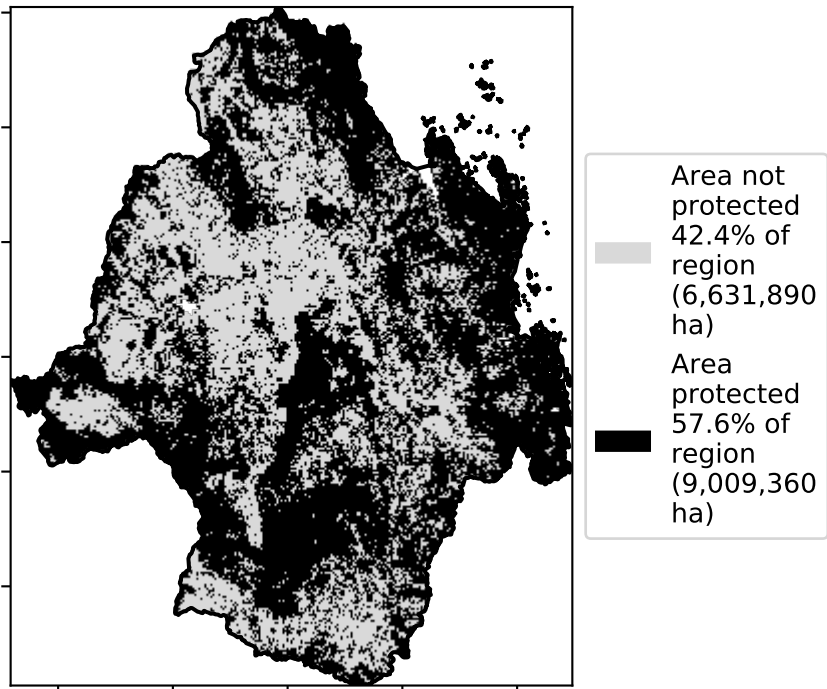 Area not
protected
42.4% of
region
(6,631,890
ha)
Area
protected
57.6% of
region
(9,009,360
ha)